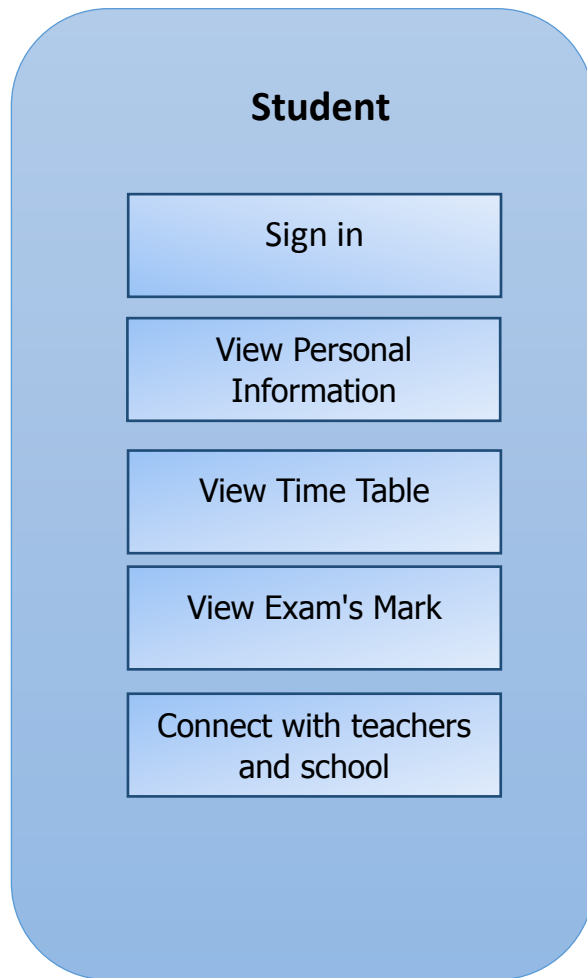 Student
Sign in
View Personal
Information
View Time Table
View Exam's Mark
Connect with teachers
and school